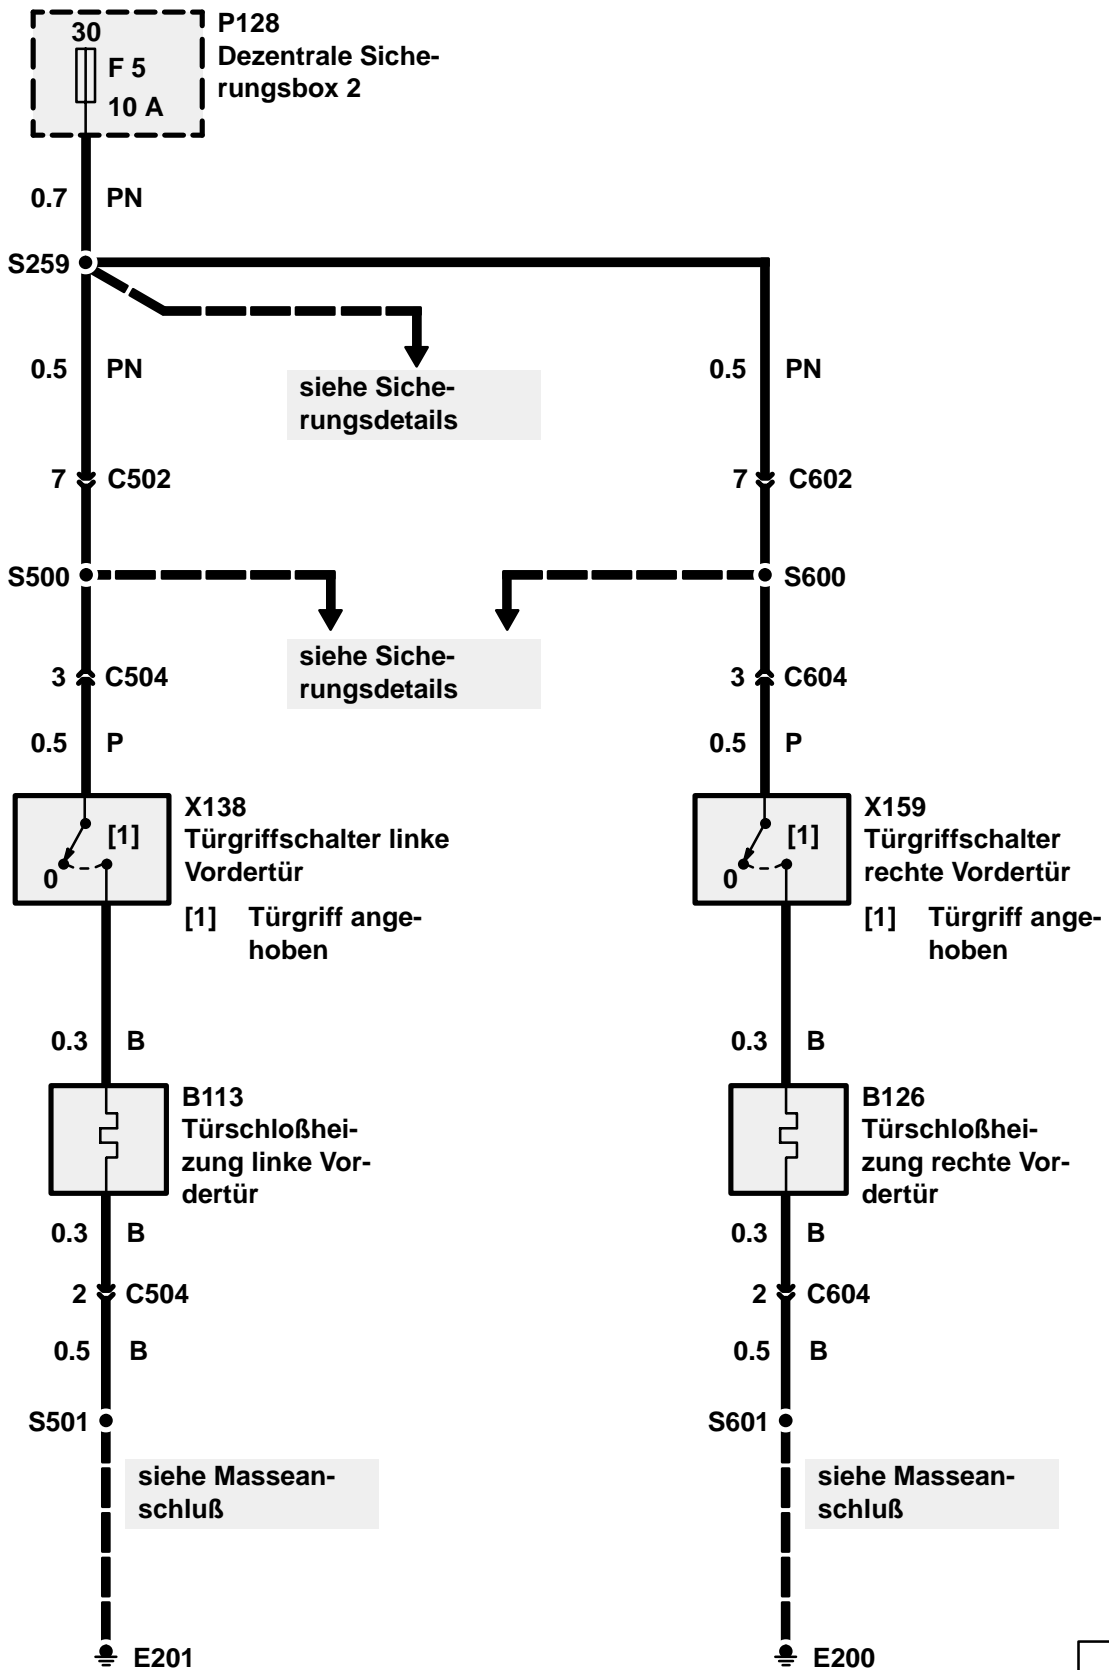 30
F 5
10 A
P128
Dezentrale Siche-
rungsbox 2
0.7 PN
S259
0.5 PN
siehe Siche-
rungsdetails
0.5 PN
7 C502
7 C602
S500
S600
siehe Siche-
rungsdetails
3 C504
3 C604
0.5 P
0.5 P
[1]
0
X138
Türgriffschalter linke
Vordertür
[1] Türgriff ange-
hoben
[1]
0
X159
Türgriffschalter
rechte Vordertür
[1] Türgriff ange-
hoben
0.3 B
0.3 B
B113
Türschloßhei-
zung linke Vor-
dertür
B126
Türschloßhei-
zung rechte Vor-
dertür
0.3 B
0.3 B
2 C504
2 C604
0.5 B
0.5 B
S501
S601
siehe Massean-
schluß
siehe Massean-
schluß
E201
E200